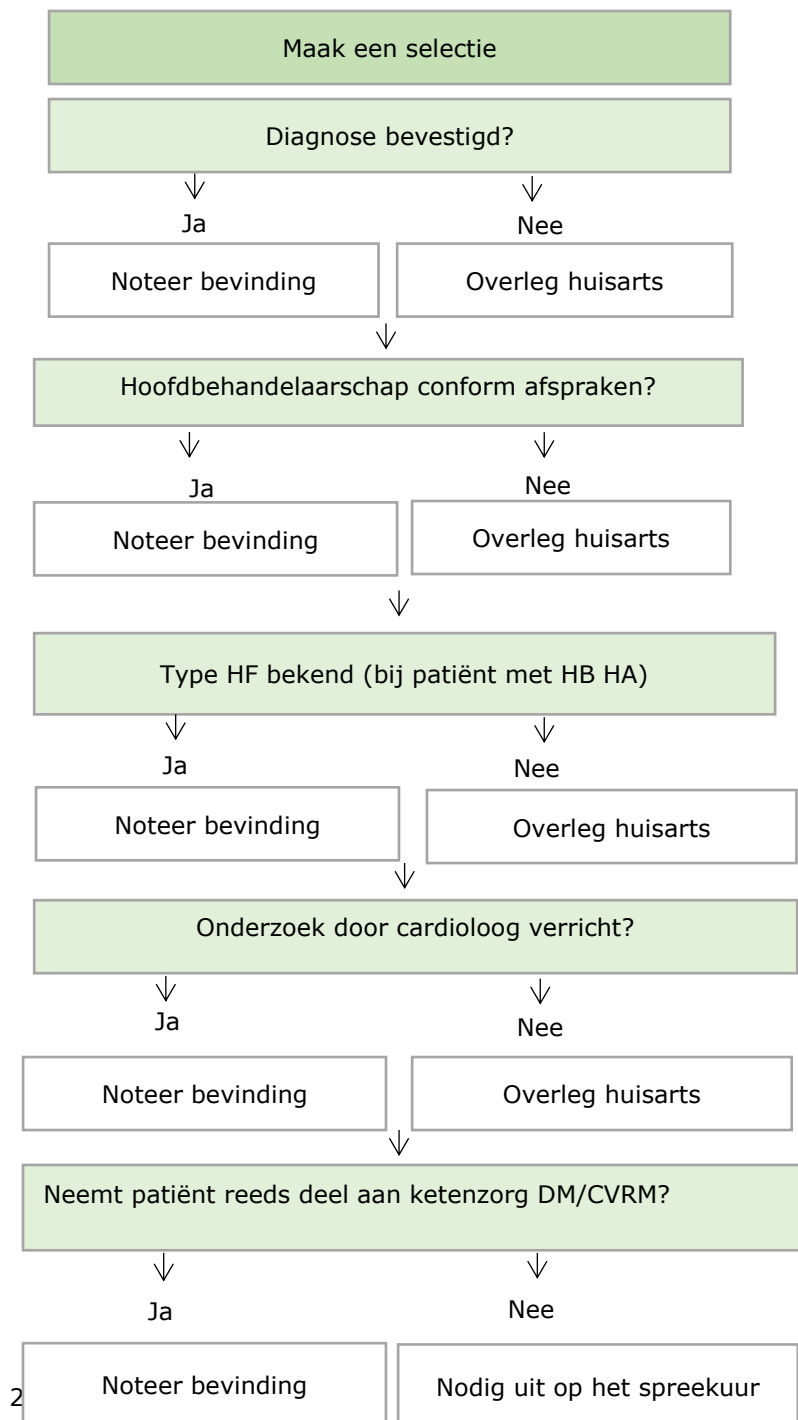 Maak een selectie
Diagnose bevestigd?
Ja
Nee
Noteer bevinding
Overleg huisarts
Hoofdbehandelaarschap conform afspraken?
Ja
Nee
Noteer bevinding
Overleg huisarts
Type HF bekend (bij patiënt met HB HA)
Ja
Nee
Noteer bevinding
Overleg huisarts
Onderzoek door cardioloog verricht?
Ja
Nee
Noteer bevinding
Overleg huisarts
Neemt patiënt reeds deel aan ketenzorg DM/CVRM?
Ja
Nee
Noteer bevinding
Nodig uit op het spreekuur
2